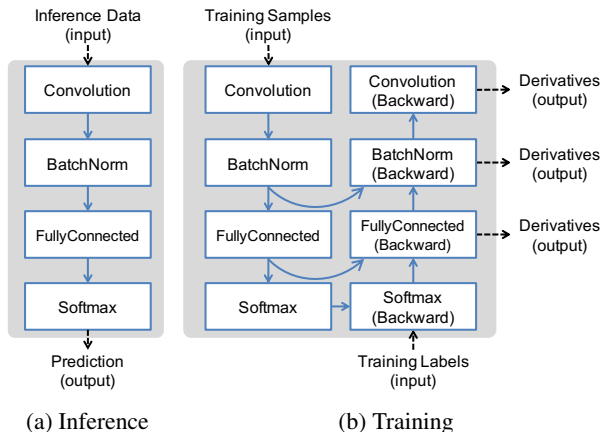 Inference Data
(input)
Convolution
BatchNorm
FullyConnected
Softmax
Prediction
(output)
(a) Inference
Training Samples
(input)
Convolution
BatchNorm
FullyConnected
Softmax
Convolution
(Backward)
BatchNorm
(Backward)
FullyConnected
(Backward)
Softmax
(Backward)
Training Labels
(input)
Derivatives
(output)
Derivatives
(output)
Derivatives
(output)
(b) Training